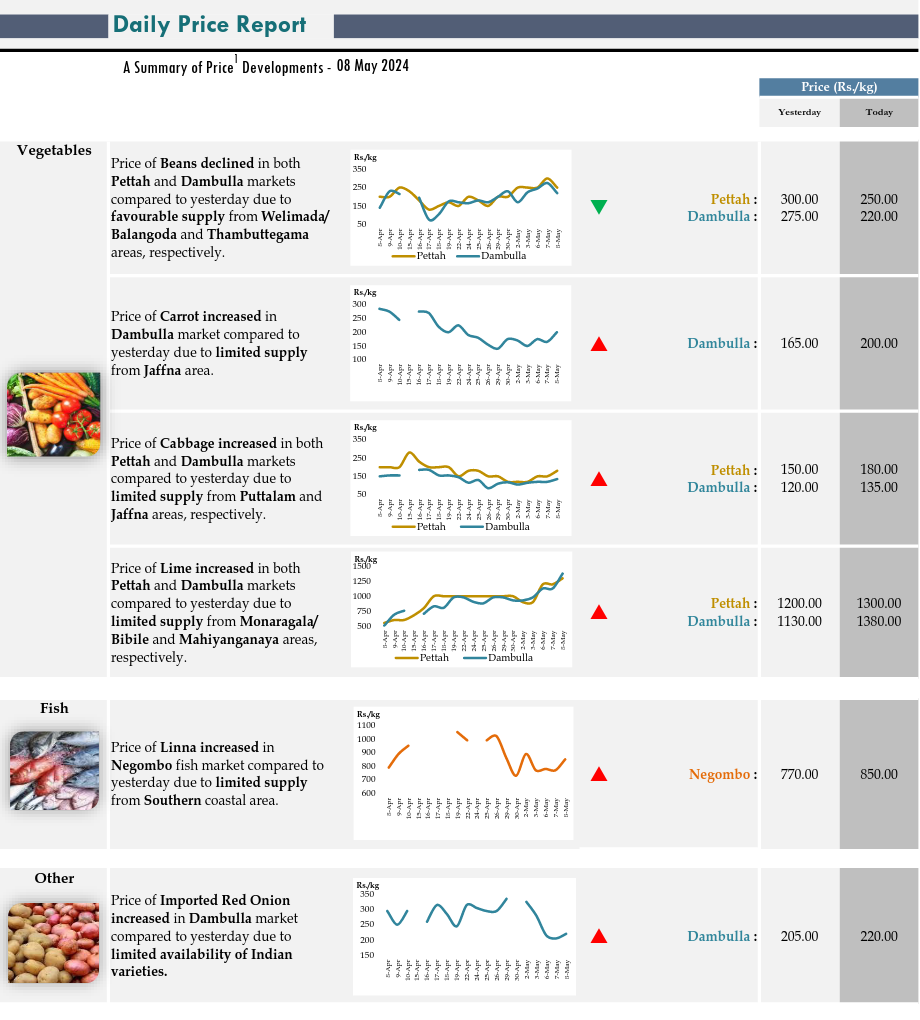 Daily Price Report
A Summary of Price1 Developments - 08 May 2024
Price (Rs./kg)
Yesterday Today
Vegetables
Price of Beans declined in both
Pettah and Dambulla markets
compared to yesterday due to
favourable supply from Welimada/
Balangoda and Thambuttegama
areas, respectively.
Rs./kg
350
250
150
50
8-Apr 9-Apr 10-Apr 15-Apr 16-Apr 17-Apr 18-Apr 19-Apr 22-Apr 24-Apr 25-Apr 26-Apr 29-Apr 30-Apr 2-May 3-May 6-May 7-May 8-May
Pettah Dambulla
Pettah : 300.00 250.00
Dambulla : 275.00 220.00
Price of Carrot increased in
Dambulla market compared to
yesterday due to limited supply
from Jaffna area.
Rs./kg
300
250
200
150
100
8-Apr 9-Apr 10-Apr 15-Apr 16-Apr 17-Apr 18-Apr 19-Apr 22-Apr 24-Apr 25-Apr 26-Apr 29-Apr 30-Apr 2-May 3-May 6-May 7-May 8-May
Dambulla : 165.00 200.00
Price of Cabbage increased in both
Pettah and Dambulla markets
compared to yesterday due to
limited supply from Puttalam and
Jaffna areas, respectively.
Rs./kg
350
250
150
50
8-Apr 9-Apr 10-Apr 15-Apr 16-Apr 17-Apr 18-Apr 19-Apr 22-Apr 24-Apr 25-Apr 26-Apr 29-Apr 30-Apr 2-May 3-May 6-May 7-May 8-May
Pettah Dambulla
Pettah : 150.00 180.00
Dambulla : 120.00 135.00
Price of Lime increased in both
Pettah and Dambulla markets
compared to yesterday due to
limited supply from Monaragala/
Bibile and Mahiyanganaya areas,
respectively.
Rs./kg
1500
1250
1000
750
500
8-Apr 9-Apr 10-Apr 15-Apr 16-Apr 17-Apr 18-Apr 19-Apr 22-Apr 24-Apr 25-Apr 26-Apr 29-Apr 30-Apr 2-May 3-May 6-May 7-May 8-May
Pettah Dambulla
Pettah : 1200.00 1300.00
Dambulla : 1130.00 1380.00
Fish
Price of Linna increased in
Negombo fish market compared to
yesterday due to limited supply
from Southern coastal area.
Rs./kg
1100
1000
900
800
700
600
8-Apr 9-Apr 10-Apr 15-Apr 16-Apr 17-Apr 18-Apr 19-Apr 22-Apr 24-Apr 25-Apr 26-Apr 29-Apr 30-Apr 2-May 3-May 6-May 7-May 8-May
Negombo : 770.00 850.00
Other
Price of Imported Red Onion
increased in Dambulla market
compared to yesterday due to
limited availability of Indian
varieties.
Rs./kg
350
300
250
200
150
8-Apr 9-Apr 10-Apr 15-Apr 16-Apr 17-Apr 18-Apr 19-Apr 22-Apr 24-Apr 25-Apr 26-Apr 29-Apr 30-Apr 2-May 3-May 6-May 7-May 8-May
Dambulla : 205.00 220.00